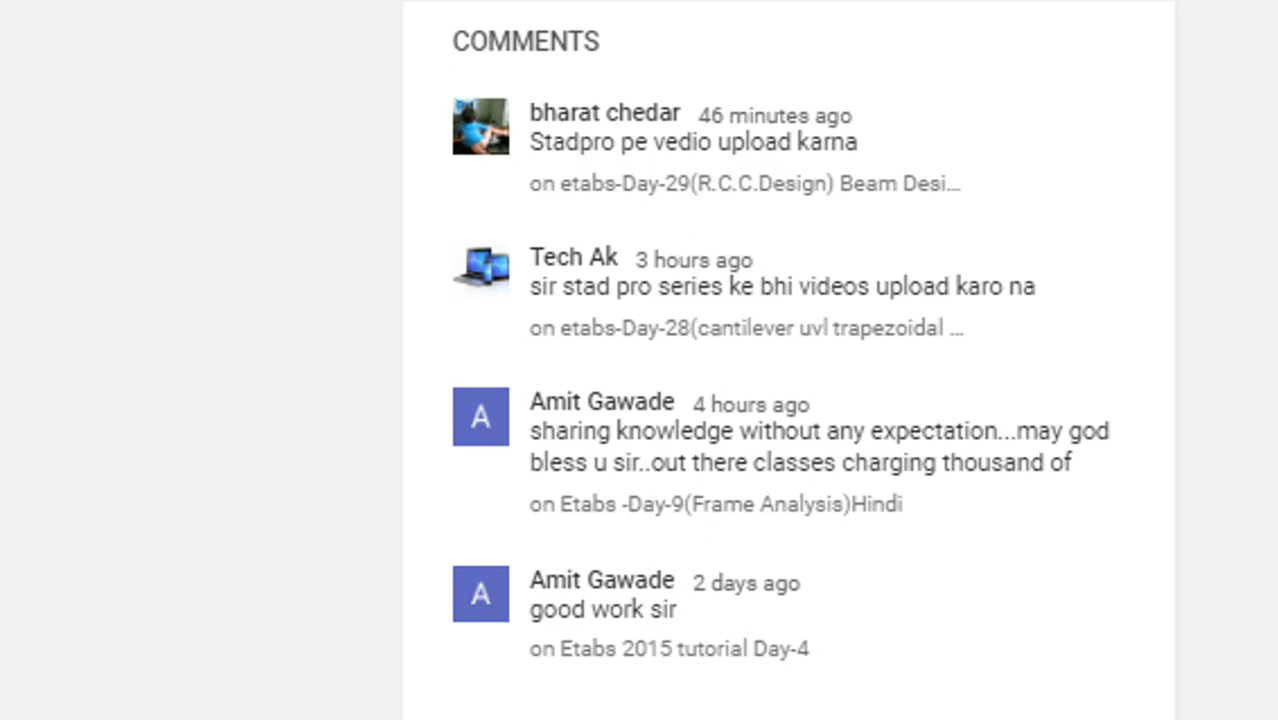 COMMENTS
bharat chedar 46 minutes ago
Stadpro pe vedio upload karna
on etabs-Day-29(R.C.C.Design) Beam Desi...
Tech Ak 3 hours ago
sir stad pro series ke bhi videos upload karo na
on etabs-Day-28(cantilever uvl trapezoidal ...
A
Amit Gawade 4 hours ago
sharing knowledge without any expectation...may god
bless u sir..out there classes charging thousand of
on Etabs -Day-9(Frame Analysis)Hindi
A
Amit Gawade 2 days ago
good work sir
on Etabs 2015 tutorial Day-4